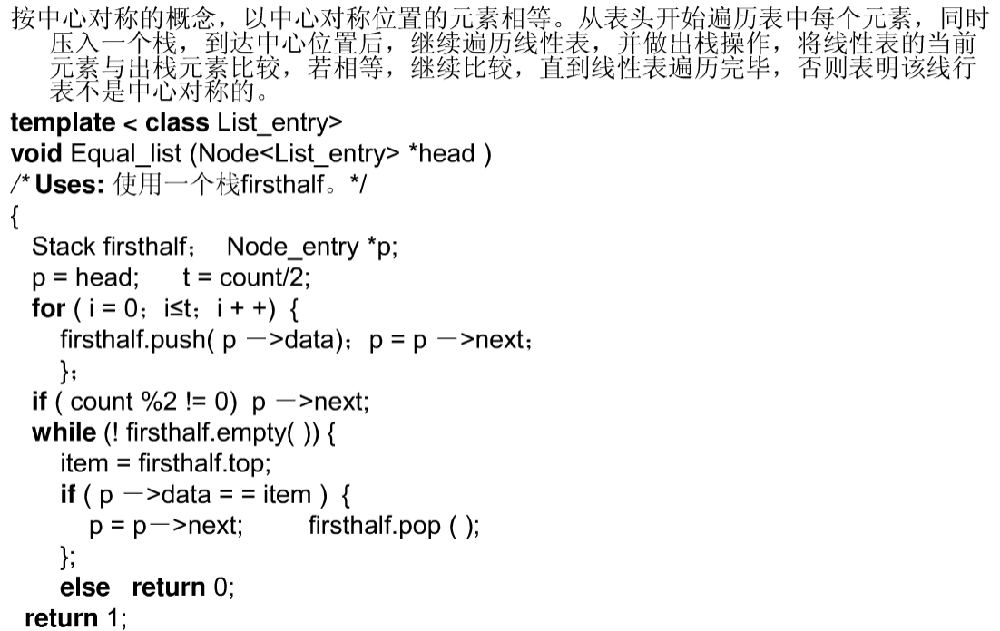 按中心对称的概念，以中心对称位置的元素相等。从表头开始遍历表中每个元素，同时
压入一个栈，到达中心位置后，继续遍历线性表，并做出栈操作，将线性表的当前
元素与出栈元素比较，若相等，继续比较，直到线性表遍历完毕，否则表明该线行
表不是中心对称的。
template < class List_entry>
void Equal_list (Node<List_entry> *head )
/* Uses: 使用一个栈firsthalf。*/
{
Stack firsthalf； Node_entry *p;
p = head; t = count/2;
for ( i = 0；i≤t；i + +) {
firsthalf.push( p —>data)；p = p —>next；
}；
if ( count %2 != 0) p —>next;
while (! firsthalf.empty( )) {
item = firsthalf.top;
if ( p —>data = = item ) {
p = p—>next; firsthalf.pop ( );
};
else return 0;
return 1;